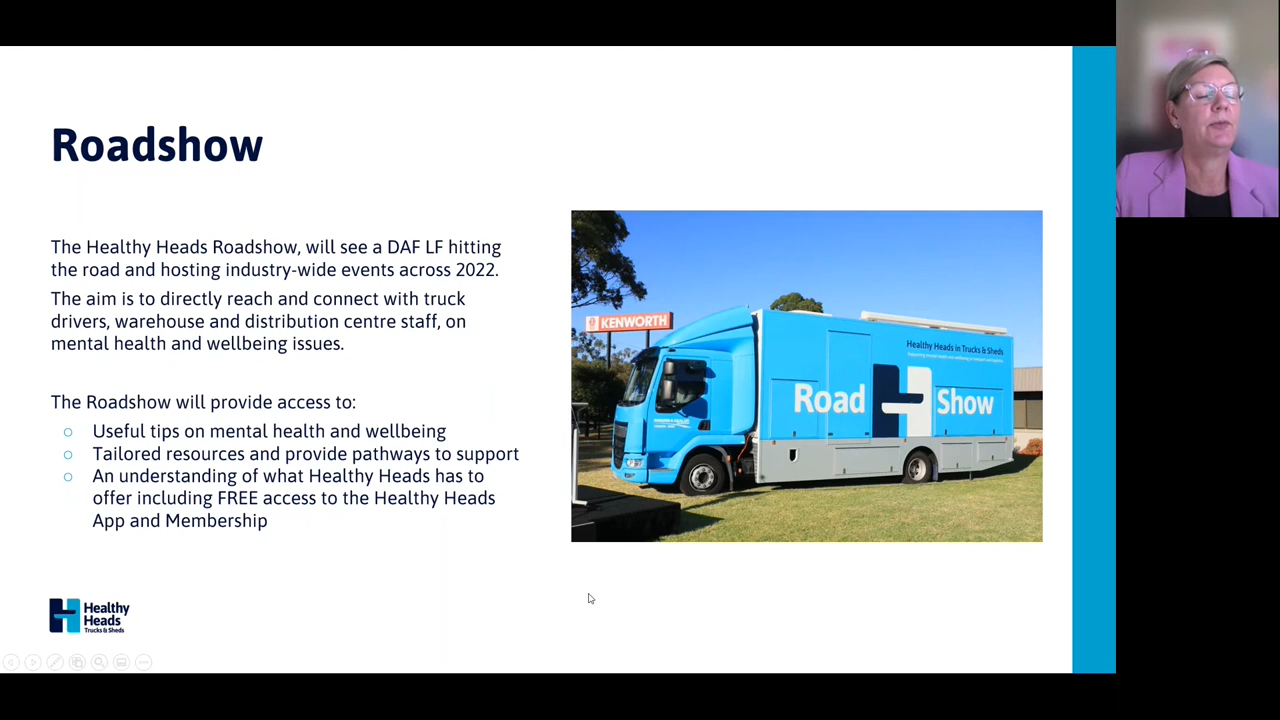 Roadshow
The Healthy Heads Roadshow, will see a DAF LF hitting
the road and hosting industry-wide events across 2022.
The aim is to directly reach and connect with truck
drivers, warehouse and distribution centre staff, on
mental health and wellbeing issues.
The Roadshow will provide access to:
Useful tips on mental health and wellbeing
Tailored resources and provide pathways to support
An understanding of what Healthy Heads has to
offer including FREE access to the Healthy Heads
App and Membership
KENWORTH
Healthy Heads in Trucks & Sheds
Road Show
Healthy
Heads
Trucks & Sheds